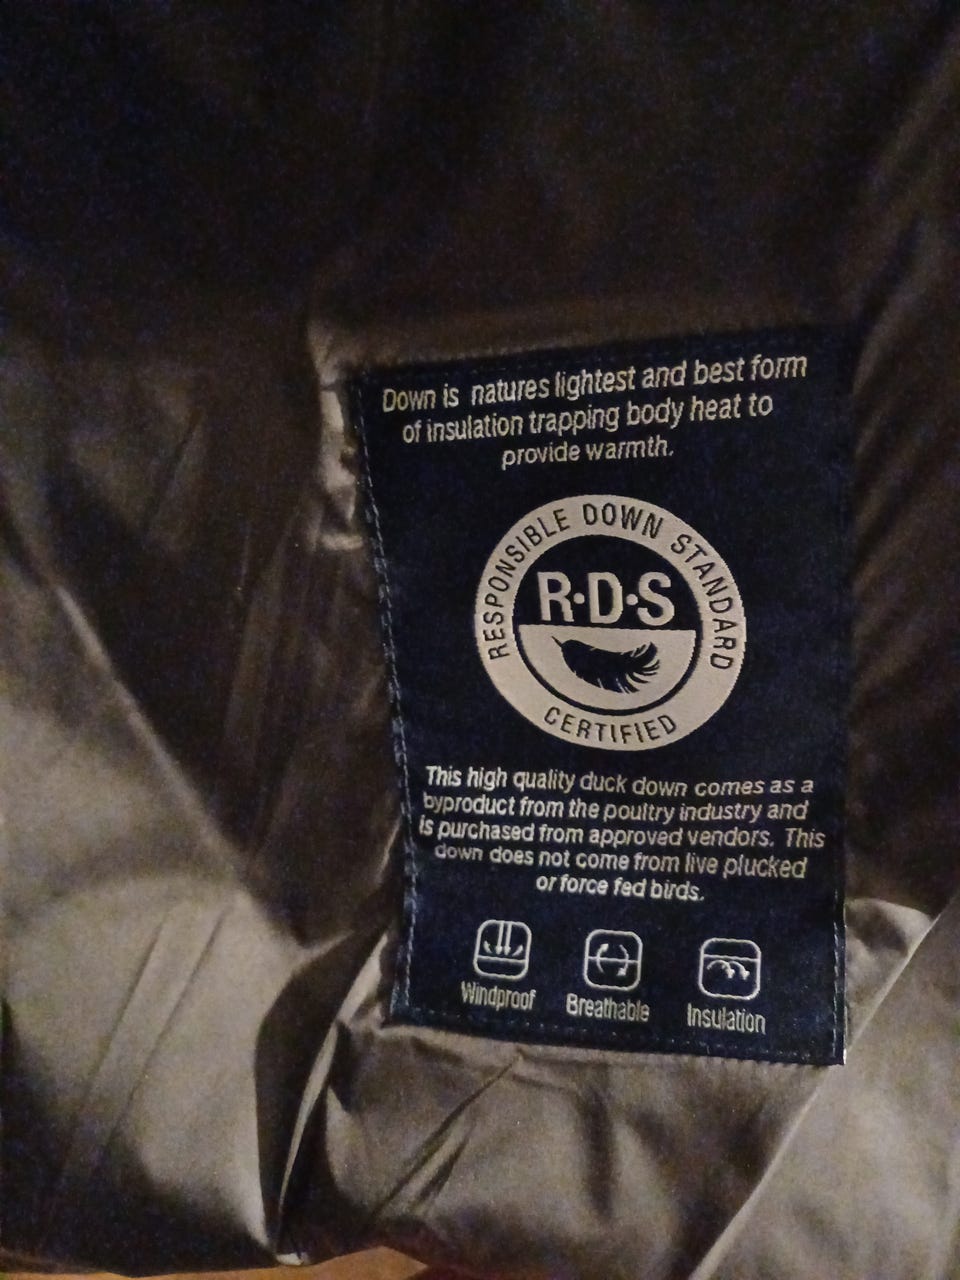 Down is natures lightest and best form
of insulation trapping body heat to
provide warmth.
RESPONSIBLE DOWN STANDARD
R·D·S
CERTIFIED
This high quality duck down comes as a
byproduct from the poultry industry and
is purchased from approved vendors. This
down does not come from live plucked
or force fed birds.
Windproof Breathable Insulation